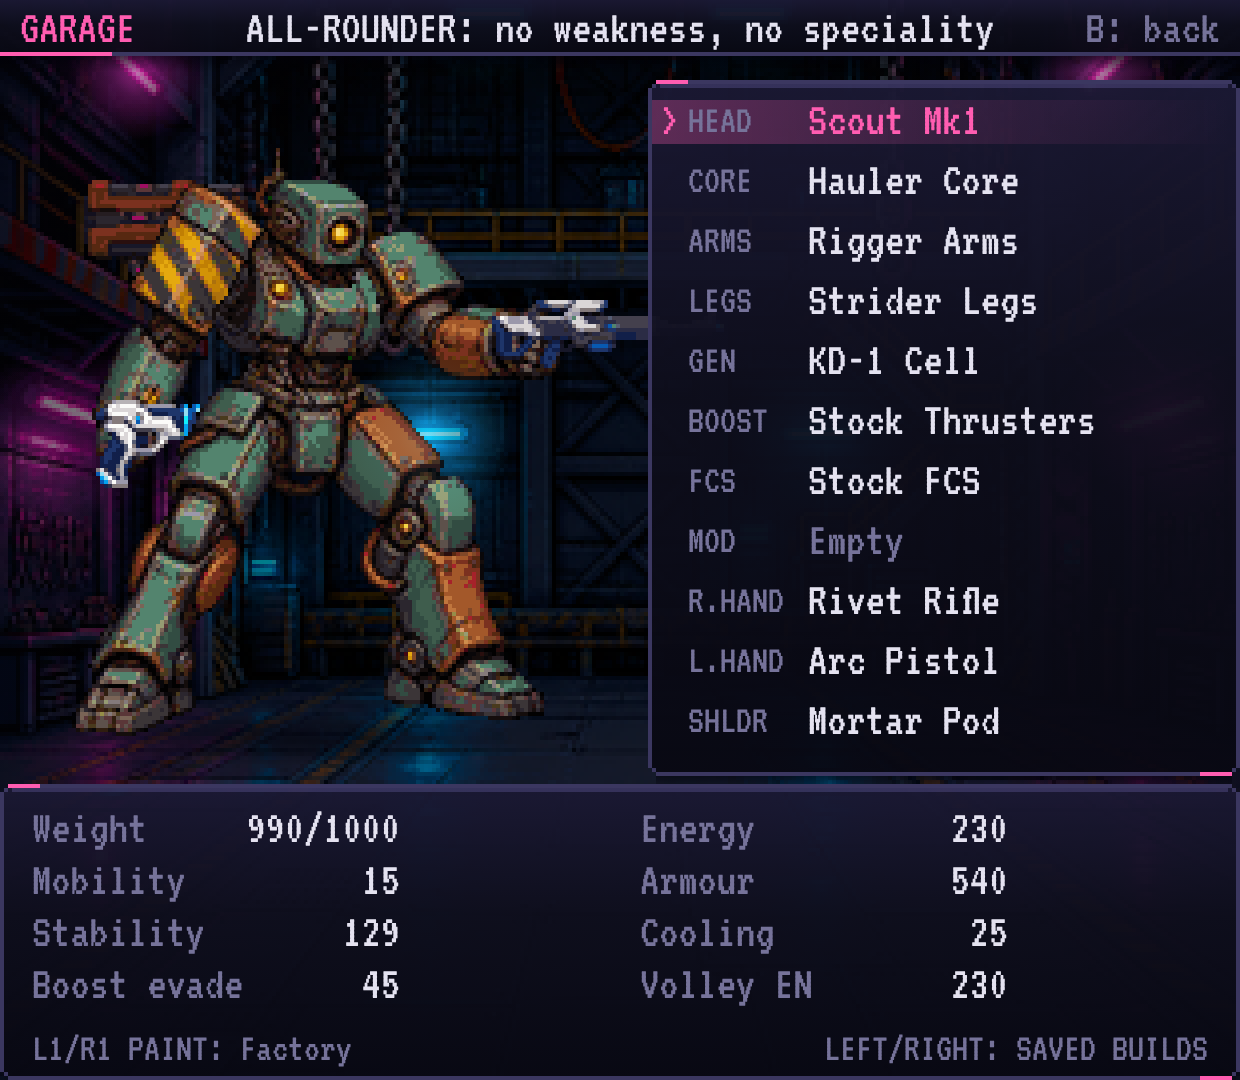 GARAGE ALL-ROUNDER: no weakness, no speciality B: back
HEAD Scout Mk1
CORE Hauler Core
ARMS Rigger Arms
LEGS Strider Legs
GEN KD-1 Cell
BOOST Stock Thrusters
FCS Stock FCS
MOD Empty
R.HAND Rivet Rifle
L.HAND Arc Pistol
SHLDR Mortar Pod
Weight 990/1000 Energy 230
Mobility 15 Armour 540
Stability 129 Cooling 25
Boost evade 45 Volley EN 230
L1/R1 PAINT: Factory LEFT/RIGHT: SAVED BUILDS